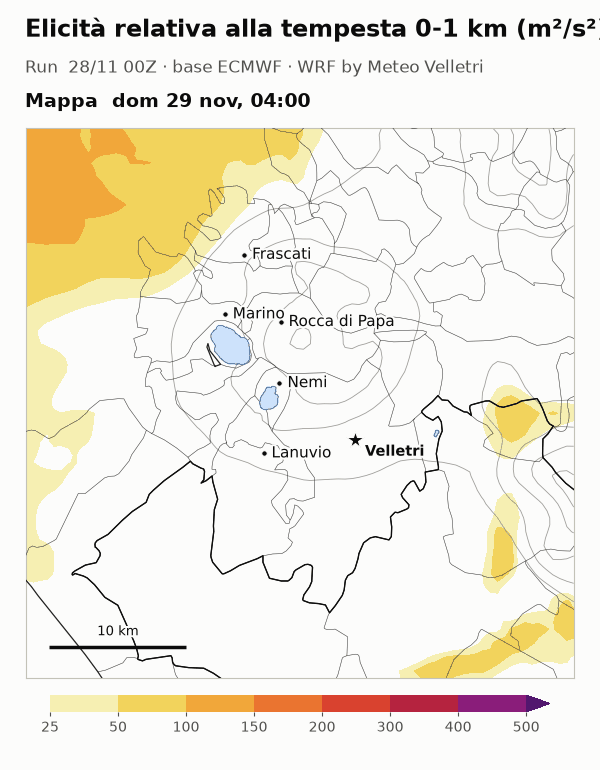 Elicità relativa alla tempesta 0-1 km (m²/s²)
Run 28/11 00Z · base ECMWF · WRF by Meteo Velletri
Mappa dom 29 nov, 04:00
Frascati
Marino
Rocca di Papa
Nemi
Velletri
Lanuvio
10 km
25 50 100 150 200 300 400 500